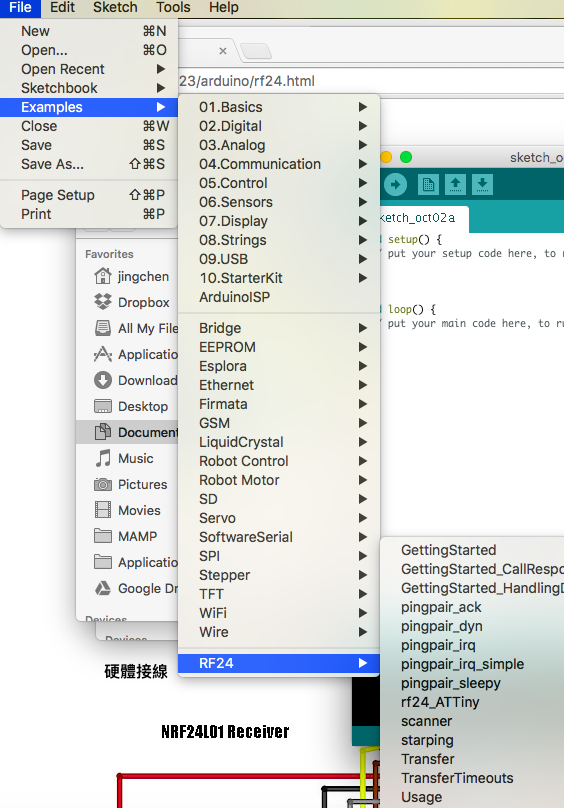 File Edit Sketch Tools Help
New ⌘N
Open... ⌘O
Open Recent ▶
Sketchbook ▶
Examples ▶
Close ⌘W
Save ⌘S
Save As... ⇧⌘S
Page Setup ⇧⌘P
Print ⌘P
23/arduino/rf24.html
01.Basics ▶
02.Digital ▶
03.Analog ▶
04.Communication ▶
05.Control ▶
06.Sensors ▶
07.Display ▶
08.Strings ▶
09.USB ▶
10.StarterKit ▶
ArduinoISP
Bridge ▶
EEPROM ▶
Esplora ▶
Ethernet ▶
Firmata ▶
GSM ▶
LiquidCrystal ▶
Robot Control ▶
Robot Motor ▶
SD ▶
Servo ▶
SoftwareSerial ▶
SPI ▶
Stepper ▶
TFT ▶
WiFi ▶
Wire ▶
RF24 ▶
GettingStarted
GettingStarted_CallRespo
GettingStarted_HandlingD
pingpair_ack
pingpair_dyn
pingpair_irq
pingpair_irq_simple
pingpair_sleepy
rf24_ATTiny
scanner
starping
Transfer
TransferTimeouts
Usage
sketch_o
ketch_oct02a
setup() {
/ put your setup code here, to r
loop() {
/ put your main code here, to ru
Favorites
jingchen
Dropbox
All My File
Applicatio
Download
Desktop
Document
Music
Pictures
Movies
MAMP
Applicatio
Google Dr
Devices
Devices
硬體接線
NRF24L01 Receiver